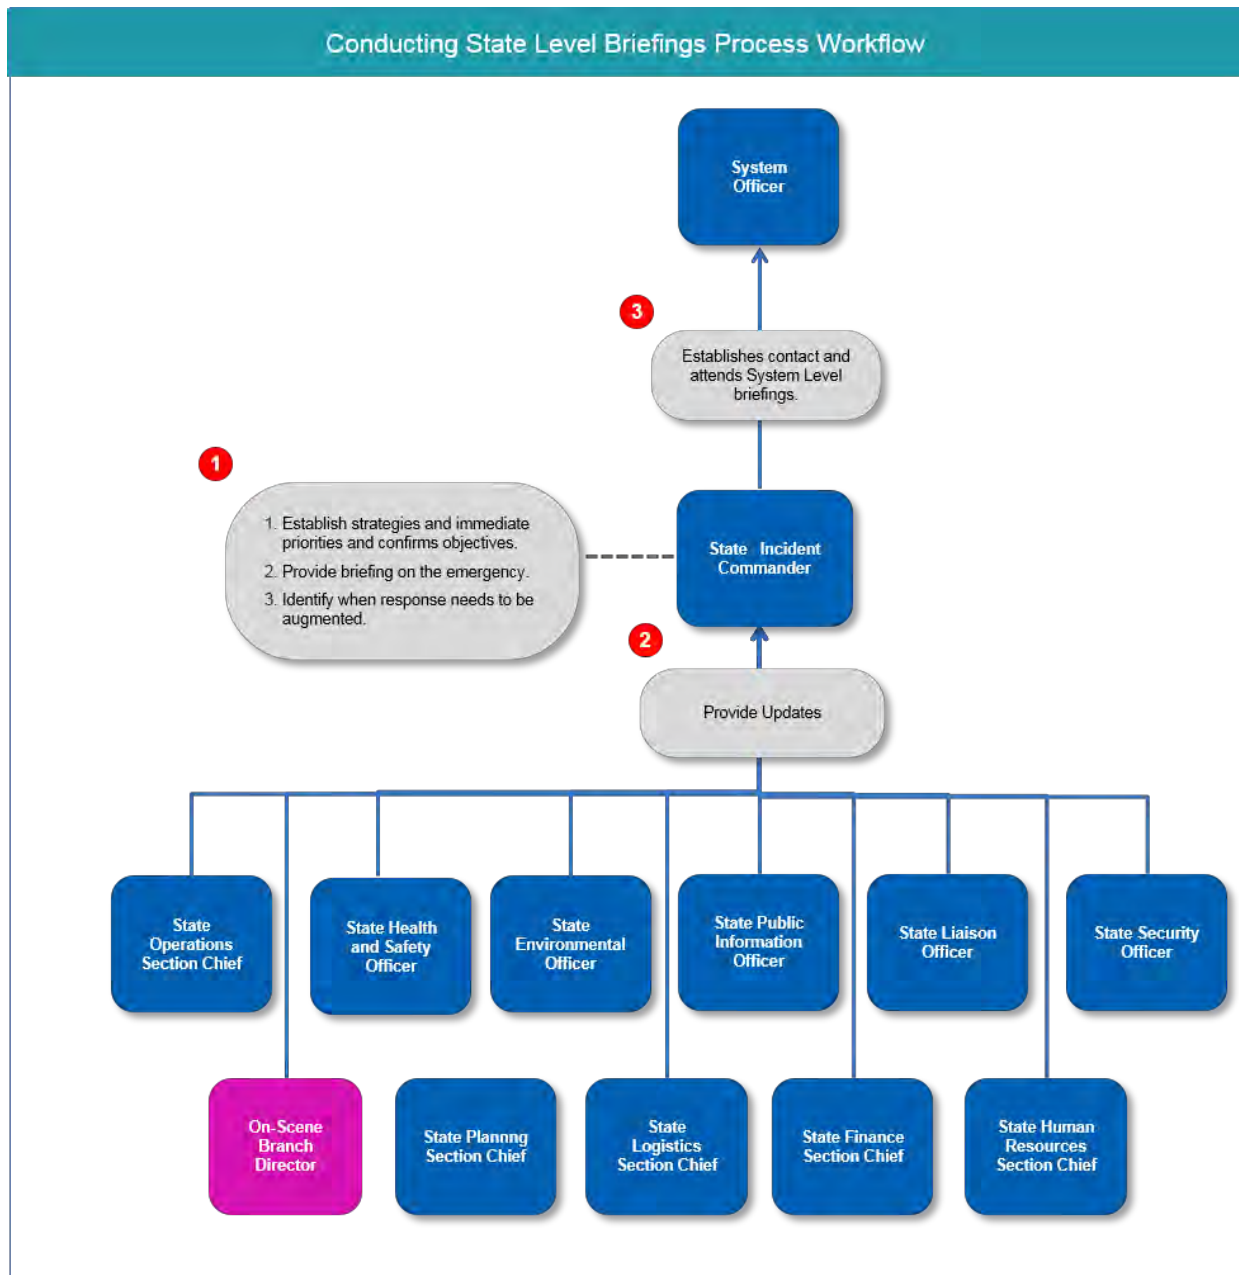 Conducting State Level Briefings Process Workflow
System
Officer
3
Establishes contact and
attends System Level
briefings.
1
1. Establish strategies and immediate
priorities and confirms objectives.
2. Provide briefing on the emergency.
3. Identify when response needs to be
augmented.
State Incident
Commander
2
Provide Updates
State
Operations
Section Chief
State Health
and Safety
Officer
State
Environmental
Officer
State Public
Information
Officer
State Liaison
Officer
State Security
Officer
On-Scene
Branch
Director
State Plannng
Section Chief
State
Logistics
Section Chief
State Finance
Section Chief
State Human
Resources
Section Chief